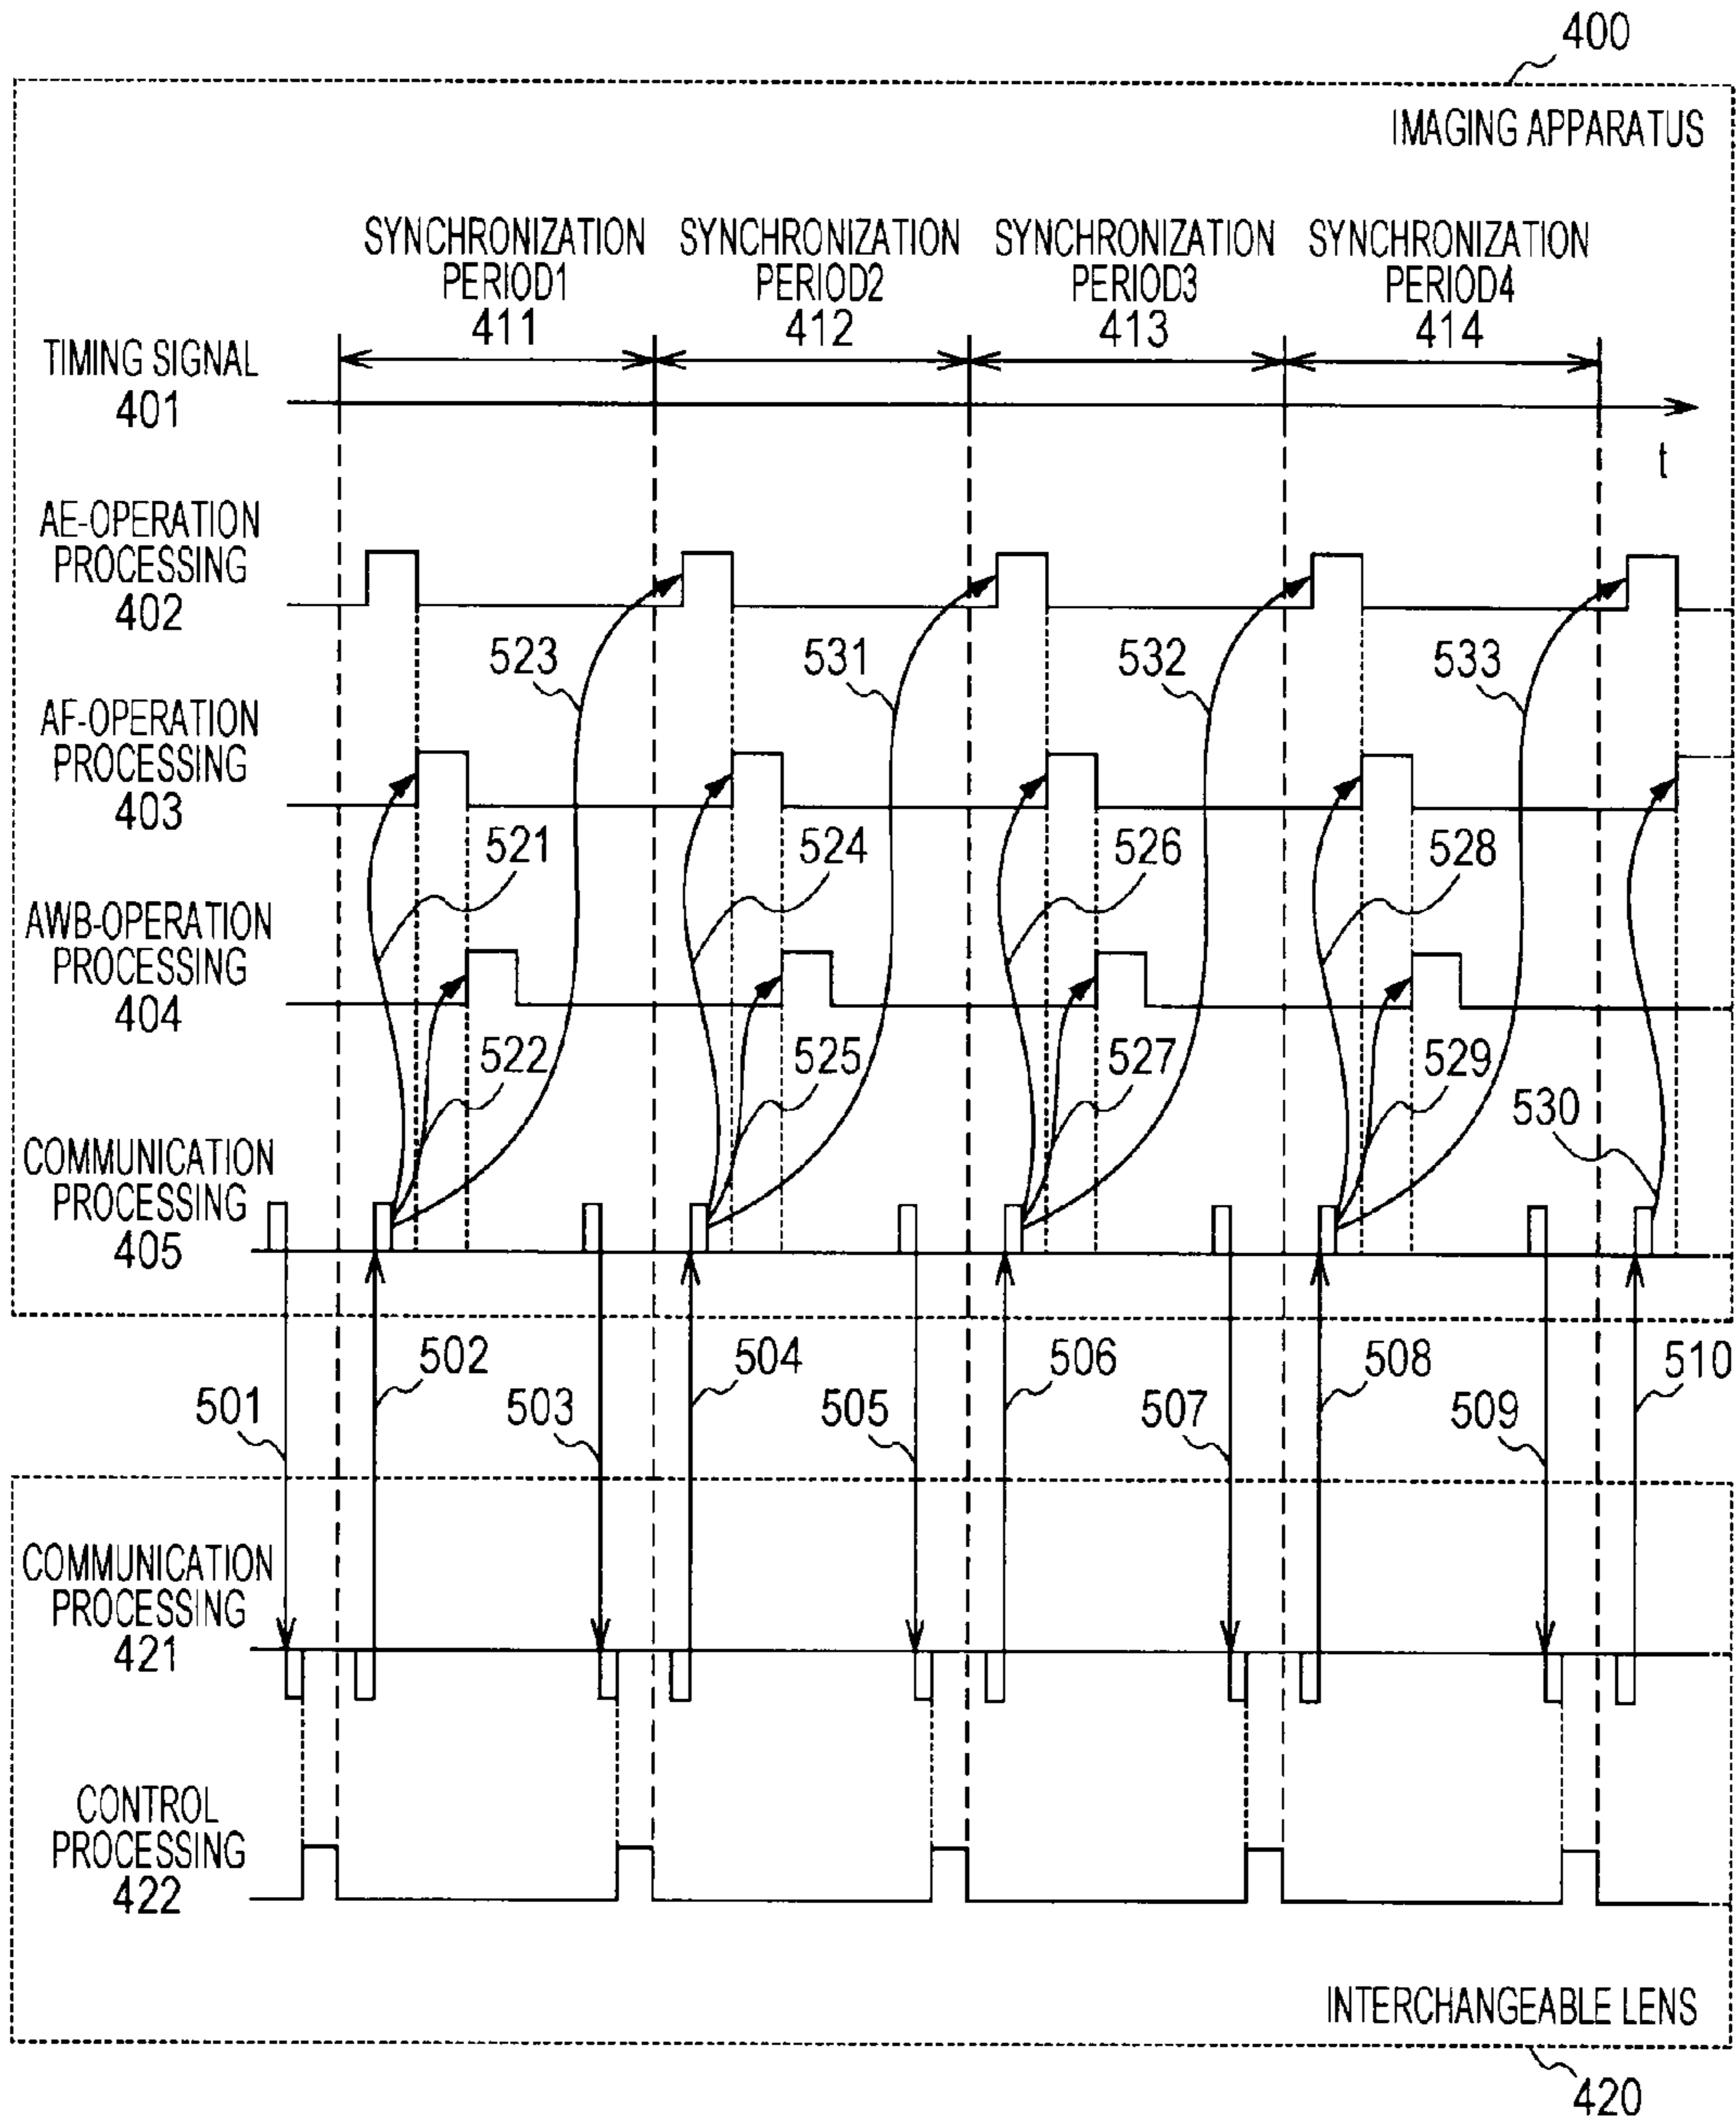 400
IMAGING APPARATUS
SYNCHRONIZATION PERIOD1 411
SYNCHRONIZATION PERIOD2 412
SYNCHRONIZATION PERIOD3 413
SYNCHRONIZATION PERIOD4 414
TIMING SIGNAL
401
t
AE-OPERATION
PROCESSING
402
523
531
532
533
AF-OPERATION
PROCESSING
403
521
524
526
528
AWB-OPERATION
PROCESSING
404
522
525
527
529
530
COMMUNICATION
PROCESSING
405
501
502
503
504
505
506
507
508
509
510
COMMUNICATION
PROCESSING
421
CONTROL
PROCESSING
422
INTERCHANGEABLE LENS
420